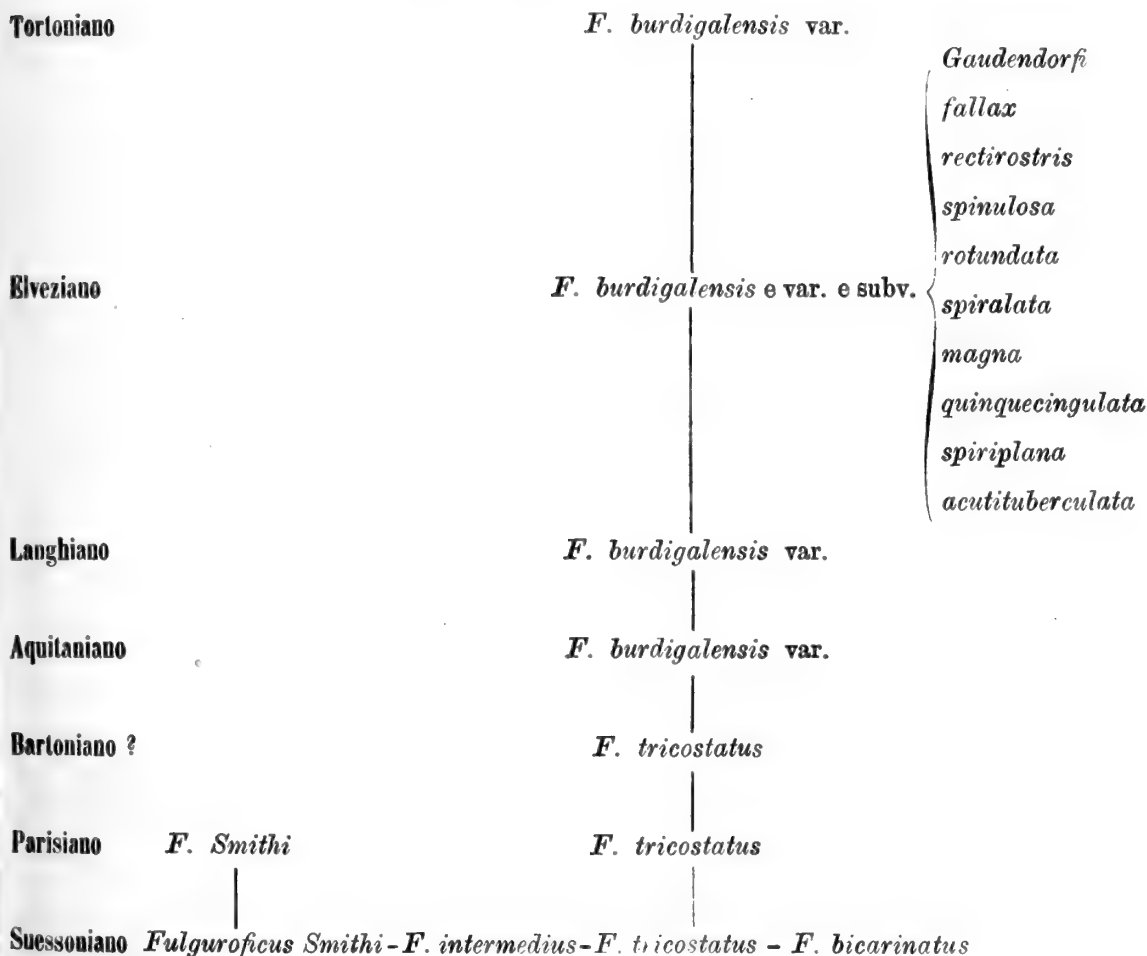 Tortoniano F. burdigalensis var.
Gaudendorfi
fallax
rectirostris
spinulosa
rotundata
Elveziano F. burdigalensis e var. e subv.
spiralata
magna
quinquecingulata
spiriplana
acutituberculata
Langhiano F. burdigalensis var.
Aquitaniano F. burdigalensis var.
Bartoniano ? F. tricostatus
Parisiano F. Smithi F. tricostatus
Suessoniano Fulguroficus Smithi - F. intermedius - F. tricostatus - F. bicarinatus